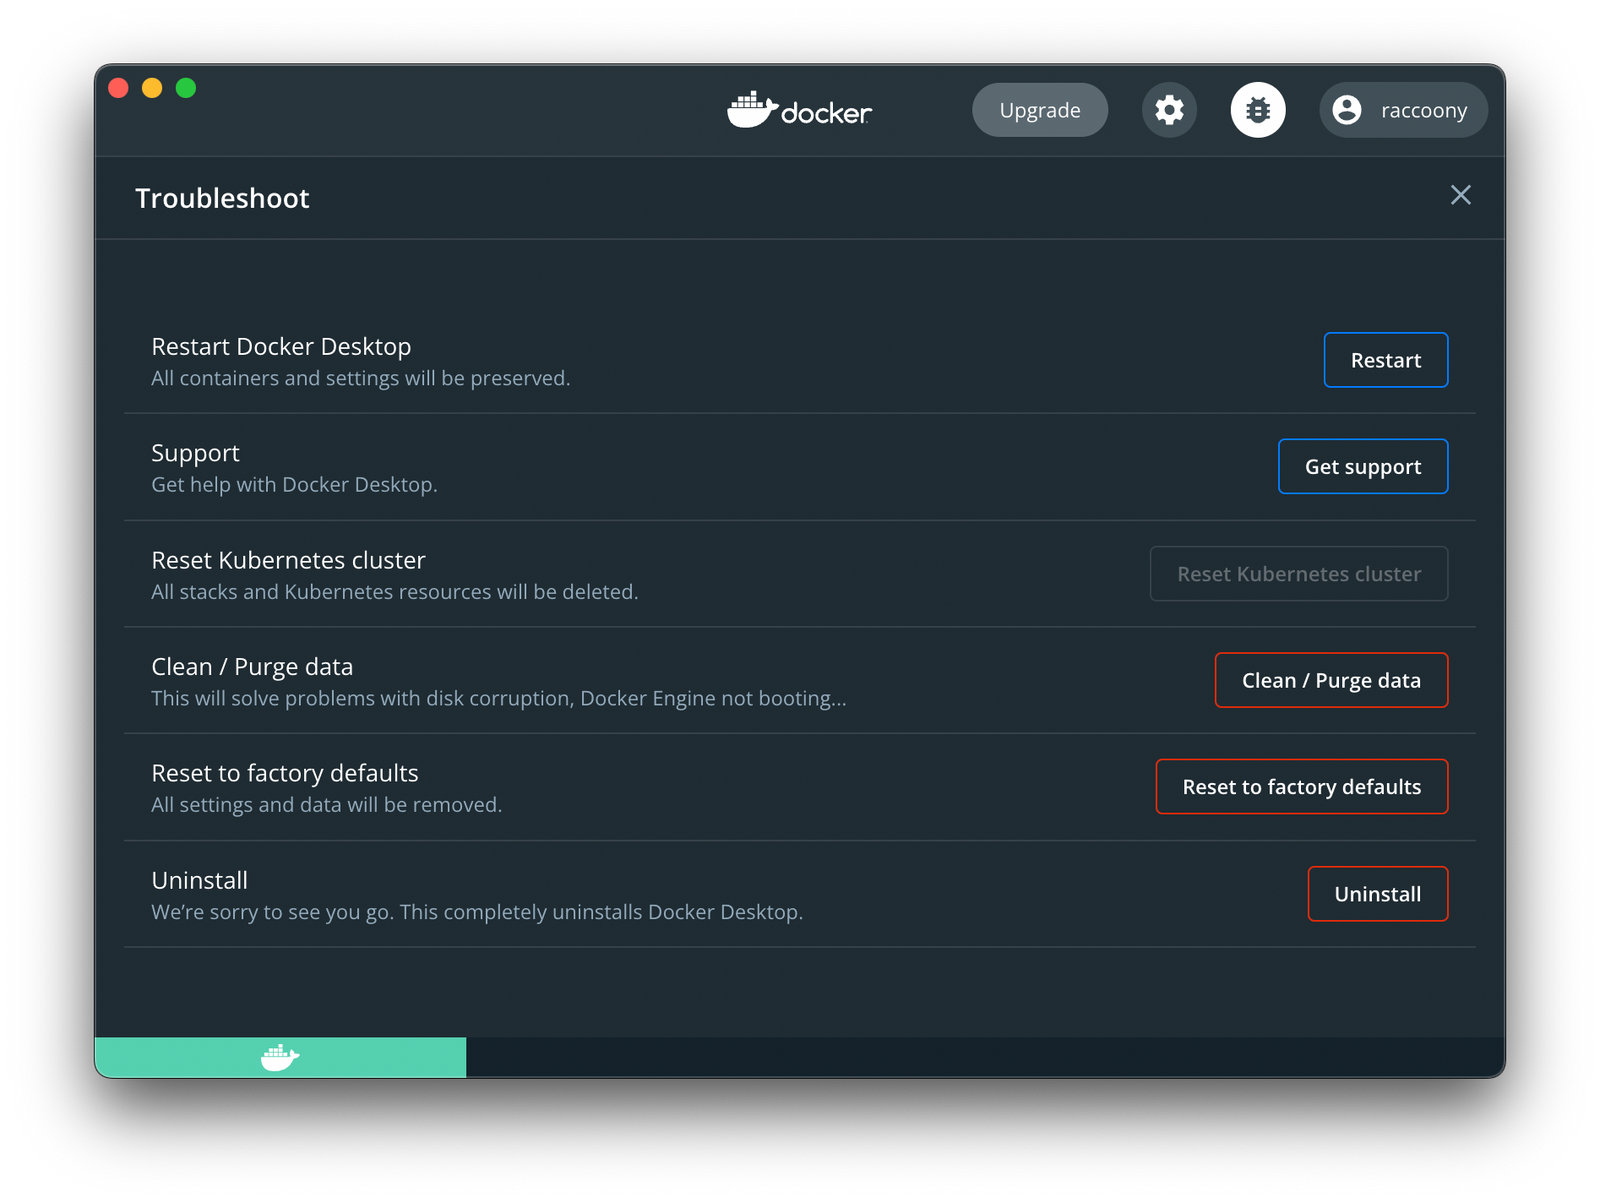 docker
Upgrade
raccoony
Troubleshoot
Restart Docker Desktop
All containers and settings will be preserved.
Restart
Support
Get help with Docker Desktop.
Get support
Reset Kubernetes cluster
All stacks and Kubernetes resources will be deleted.
Reset Kubernetes cluster
Clean / Purge data
This will solve problems with disk corruption, Docker Engine not booting...
Clean / Purge data
Reset to factory defaults
All settings and data will be removed.
Reset to factory defaults
Uninstall
We’re sorry to see you go. This completely uninstalls Docker Desktop.
Uninstall